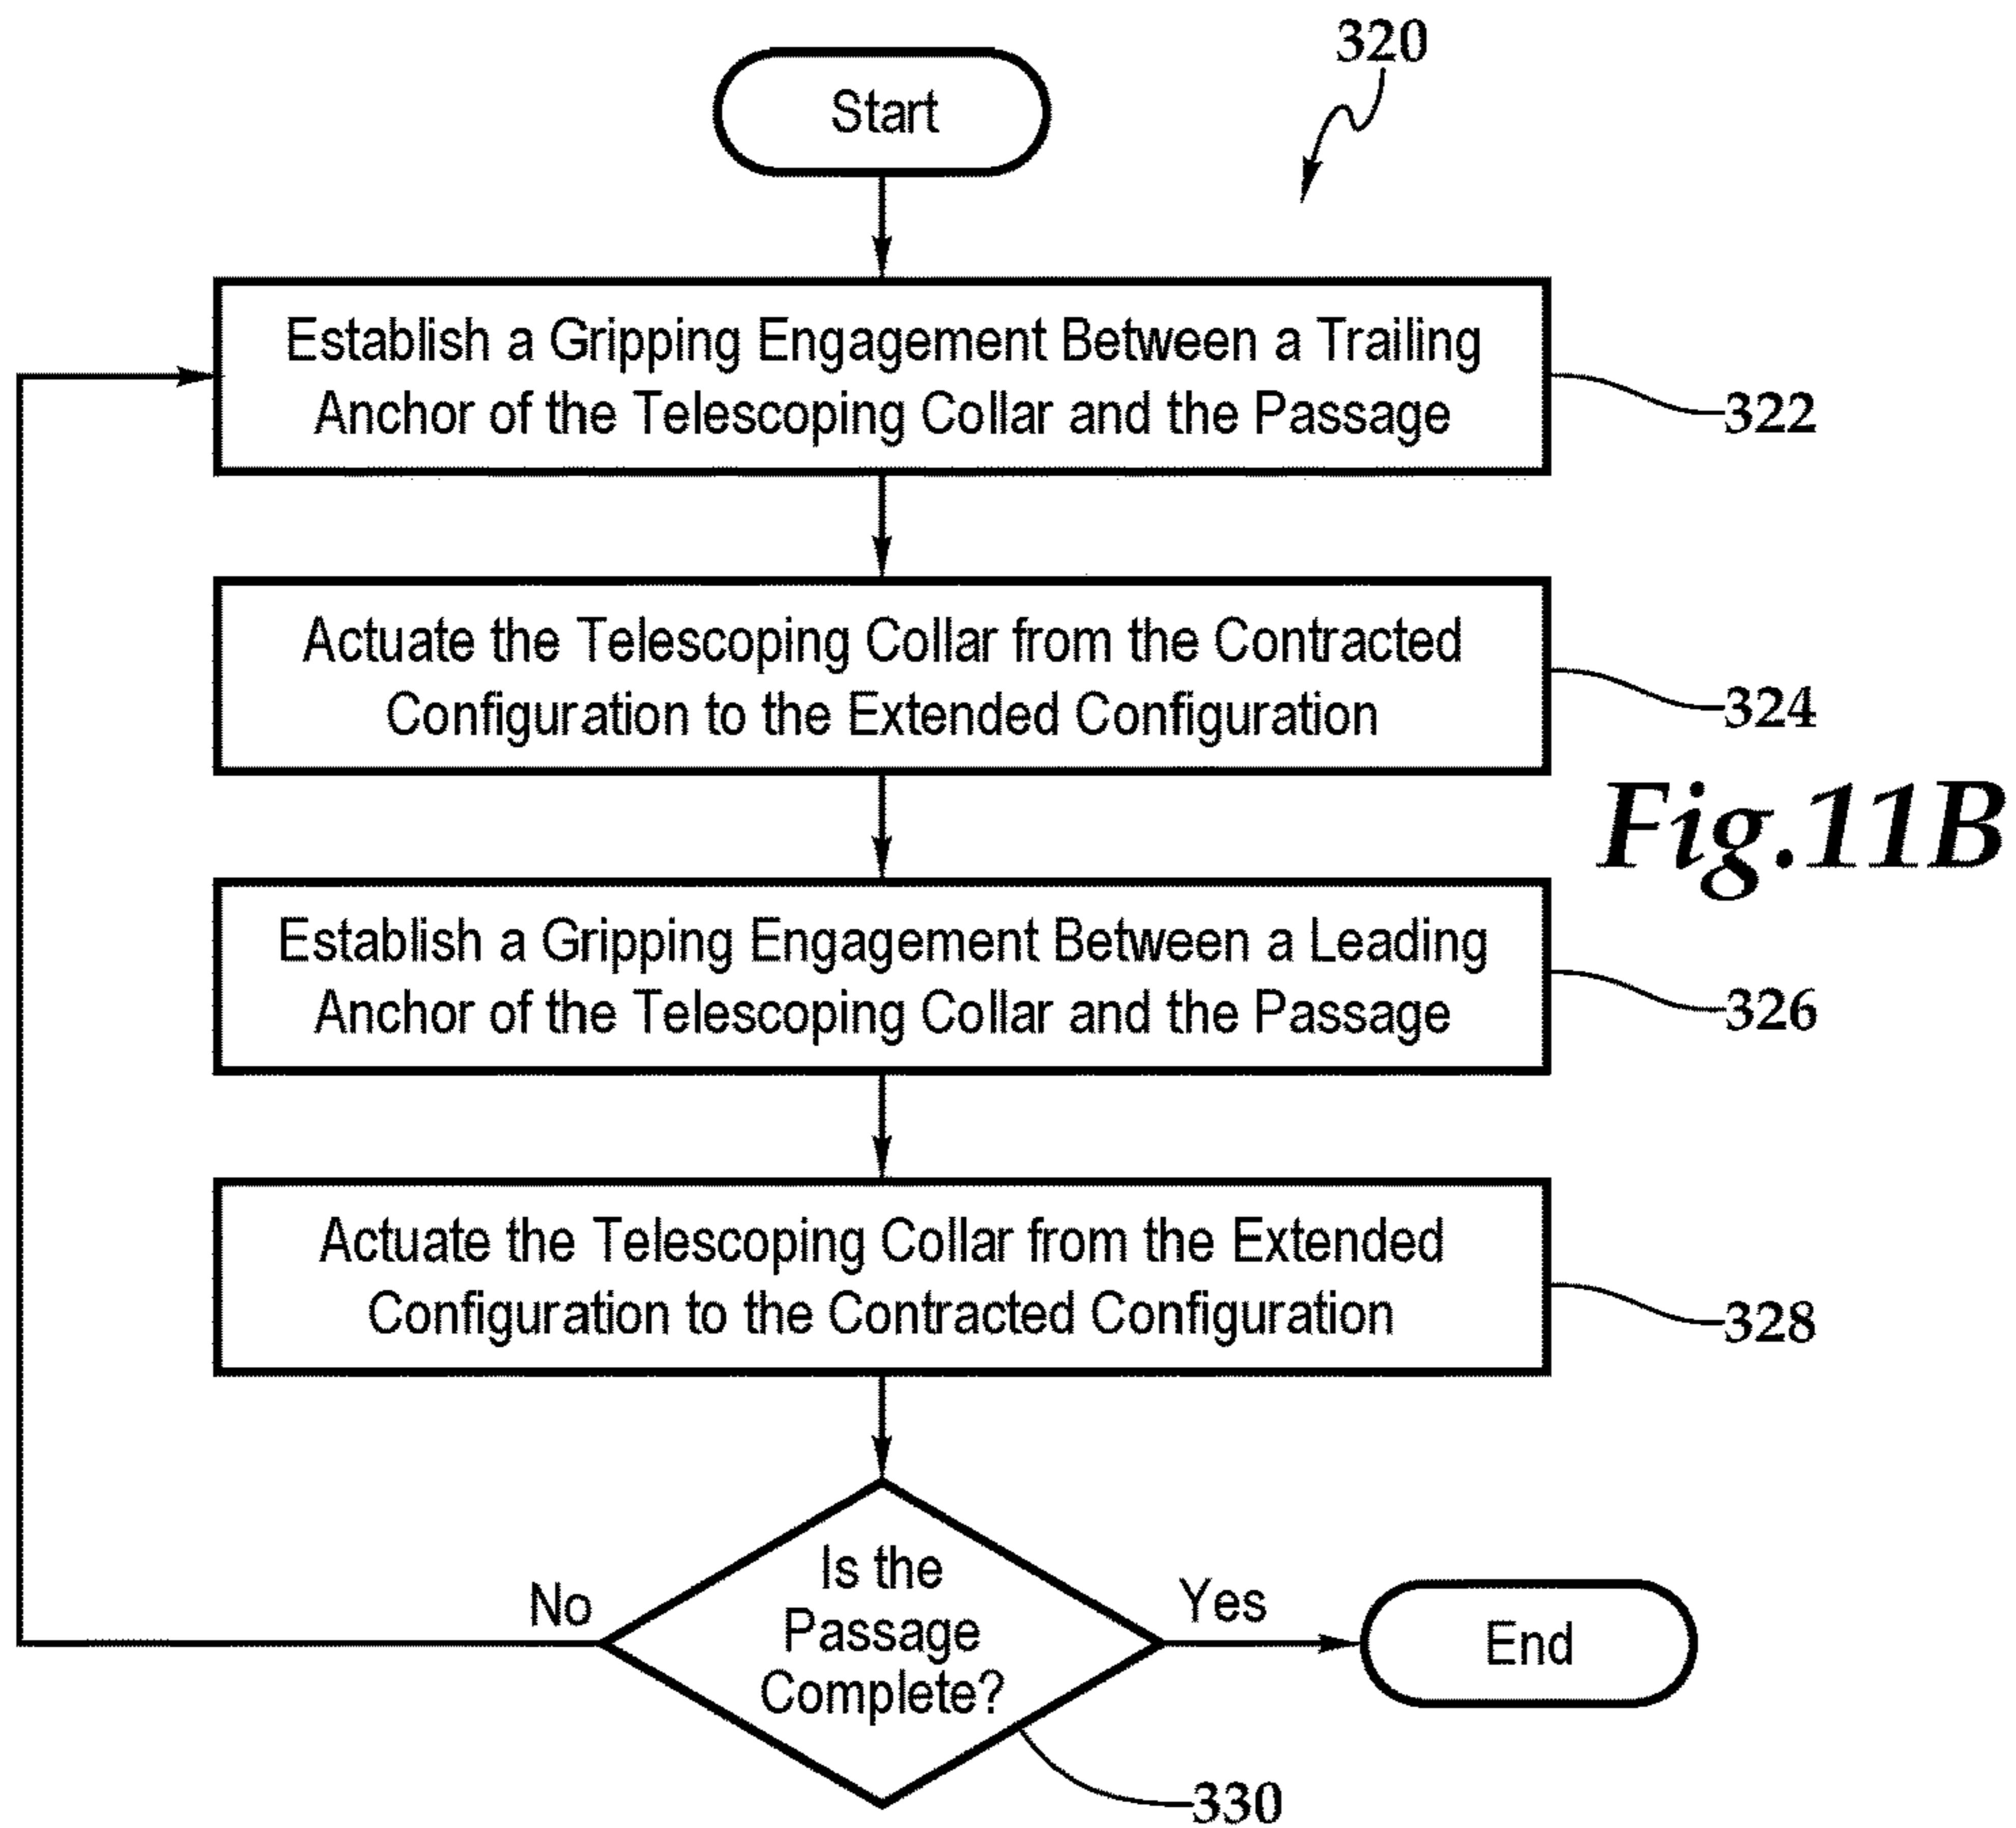 320
Start
Establish a Gripping Engagement Between a Trailing
Anchor of the Telescoping Collar and the Passage
322
Actuate the Telescoping Collar from the Contracted
Configuration to the Extended Configuration
324
Fig.11B
Establish a Gripping Engagement Between a Leading
Anchor of the Telescoping Collar and the Passage
326
Actuate the Telescoping Collar from the Extended
Configuration to the Contracted Configuration
328
Is the
Passage
Complete?
No
Yes
End
330